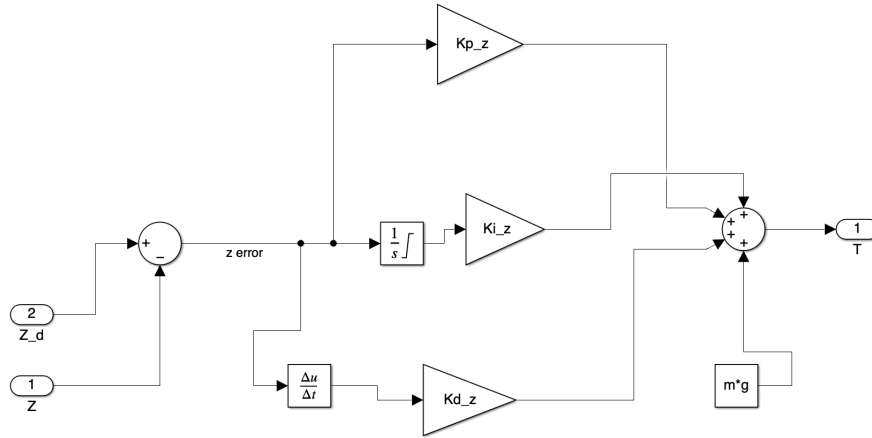 Kp_z
1
s
Ki_z
+
+
+
+
1
T
+
−
z error
2
Z_d
Δu
Δt
Kd_z
m*g
1
Z